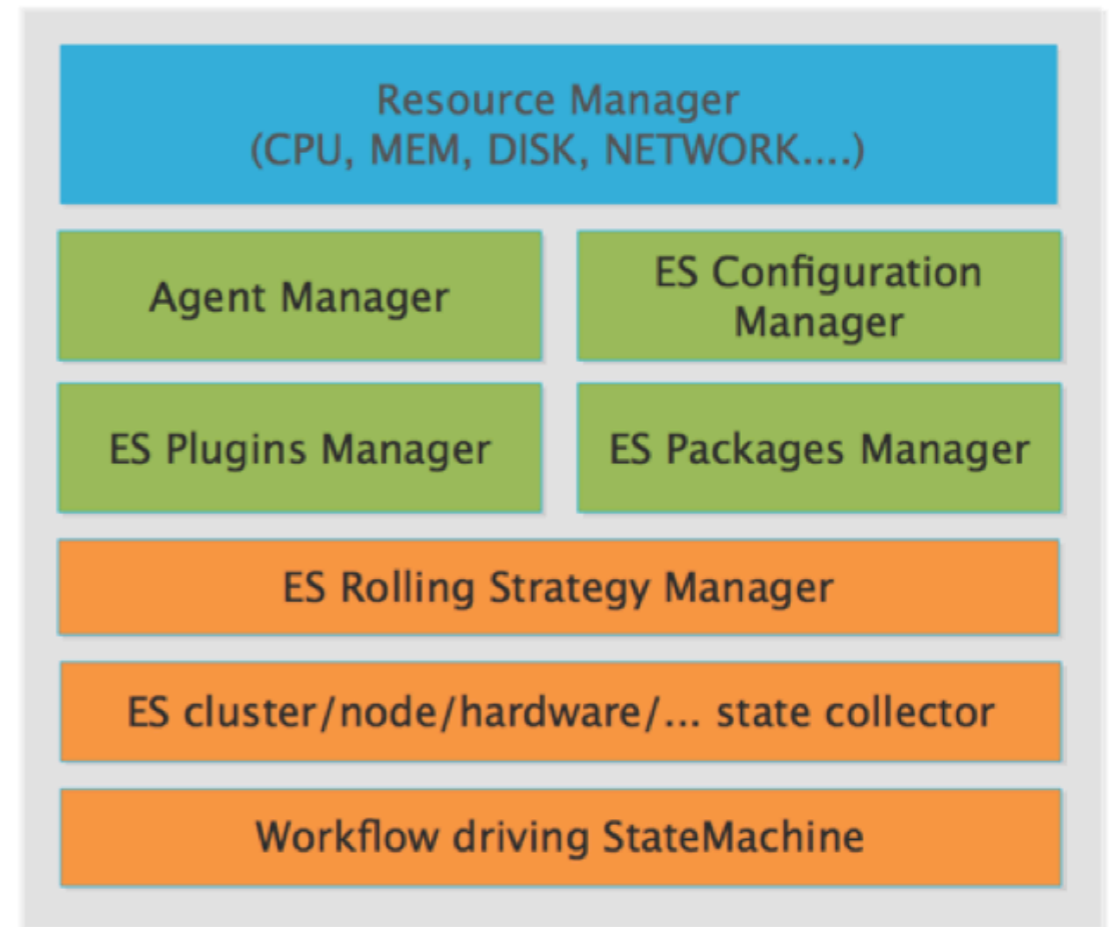 Resource Manager
(CPU, MEM, DISK, NETWORK....)
Agent Manager
ES Configuration
Manager
ES Plugins Manager
ES Packages Manager
ES Rolling Strategy Manager
ES cluster/node/hardware/... state collector
Workflow driving StateMachine